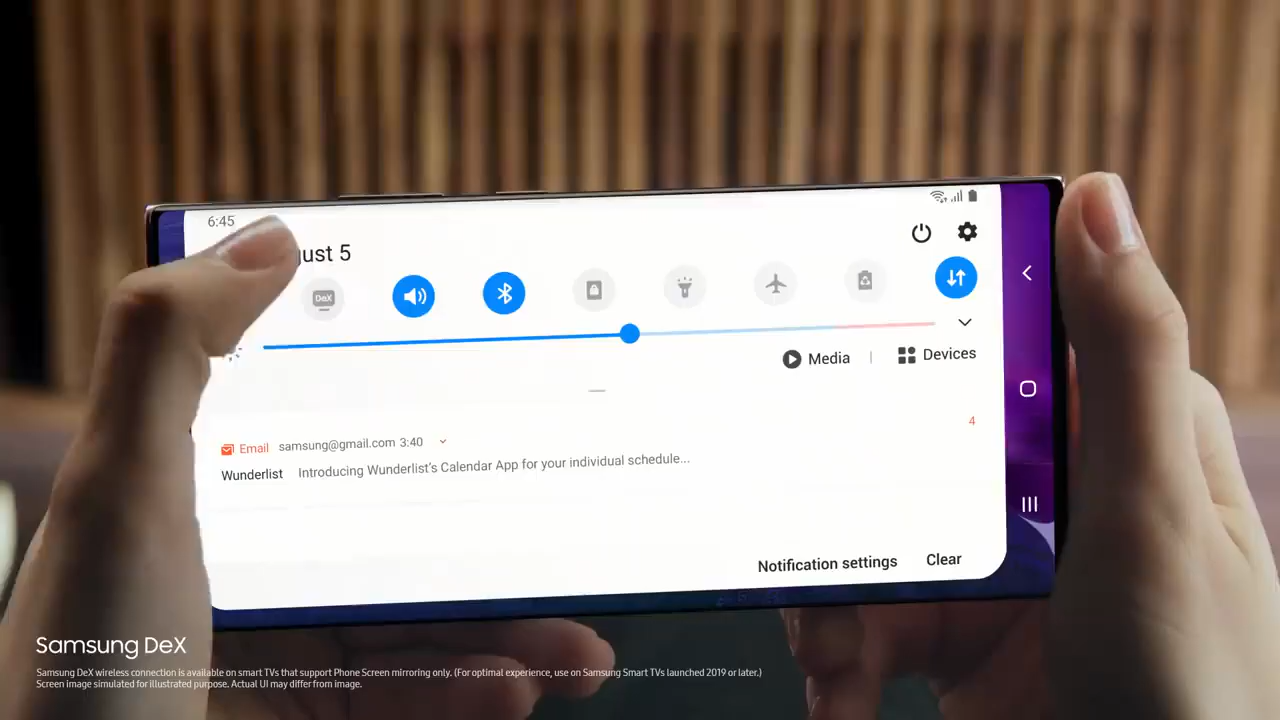 6:45
gust 5
DeX
Media | Devices
Email samsung@gmail.com 3:40
4
Wunderlist Introducing Wunderlist's Calendar App for your individual schedule...
Notification settings Clear
Samsung DeX
Samsung DeX wireless connection is available on smart TVs that support Phone Screen mirroring only. (For optimal experience, use on Samsung Smart TVs launched 2019 or later.)
Screen image simulated for illustrated purpose. Actual UI may differ from image.